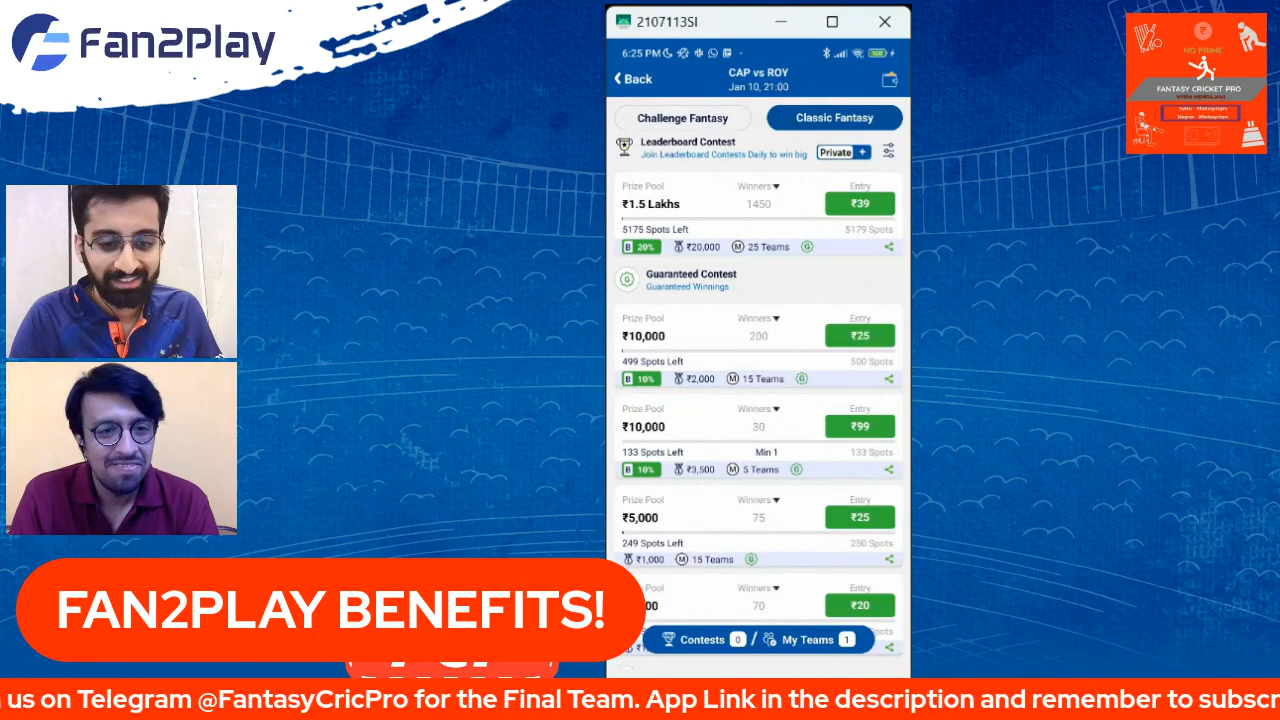 Fan2Play
2107113SI
6:25 PM
Back
CAP vs ROY
Jan 10, 21:00
Challenge Fantasy
Classic Fantasy
Leaderboard Contest
Join Leaderboard Contests Daily to win big
Private +
Prize Pool Winners Entry
₹1.5 Lakhs 1450 ₹39
5175 Spots Left 5179 Spots
B 20% ₹20,000 M 25 Teams G
G Guaranteed Contest
Guaranteed Winnings
Prize Pool Winners Entry
₹10,000 200 ₹25
499 Spots Left 500 Spots
B 10% ₹2,000 M 15 Teams G
Prize Pool Winners Entry
₹10,000 30 ₹99
133 Spots Left Min 1 133 Spots
B 10% ₹3,500 M 5 Teams G
Prize Pool Winners Entry
₹5,000 75 ₹25
249 Spots Left 250 Spots
₹1,000 M 15 Teams G
Winners Entry
00 70 ₹20
Contests 0 / My Teams 1
pots
NO PRIME
FANTASY CRICKET PRO
FAN2PLAY BENEFITS!
us on Telegram @FantasyCricPro for the Final Team. App Link in the description and remember to subscr